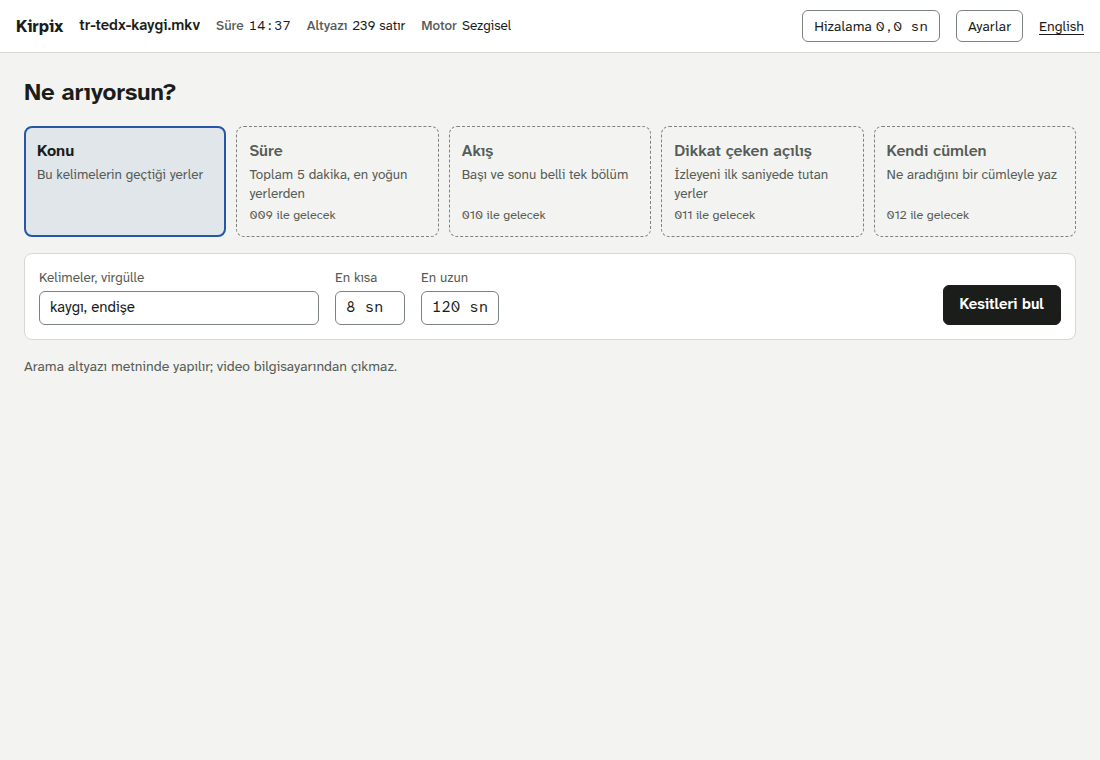 Kirpix tr-tedx-kaygi.mkv Süre 14:37 Altyazı 239 satır Motor Sezgisel Hizalama 0,0 sn Ayarlar English
Ne arıyorsun?
Konu
Bu kelimelerin geçtiği yerler
Süre
Toplam 5 dakika, en yoğun
yerlerden
009 ile gelecek
Akış
Başı ve sonu belli tek bölüm
010 ile gelecek
Dikkat çeken açılış
İzleyeni ilk saniyede tutan
yerler
011 ile gelecek
Kendi cümlen
Ne aradığını bir cümleyle yaz
012 ile gelecek
Kelimeler, virgülle
kaygı, endişe
En kısa
8 sn
En uzun
120 sn
Kesitleri bul
Arama altyazı metninde yapılır; video bilgisayarından çıkmaz.